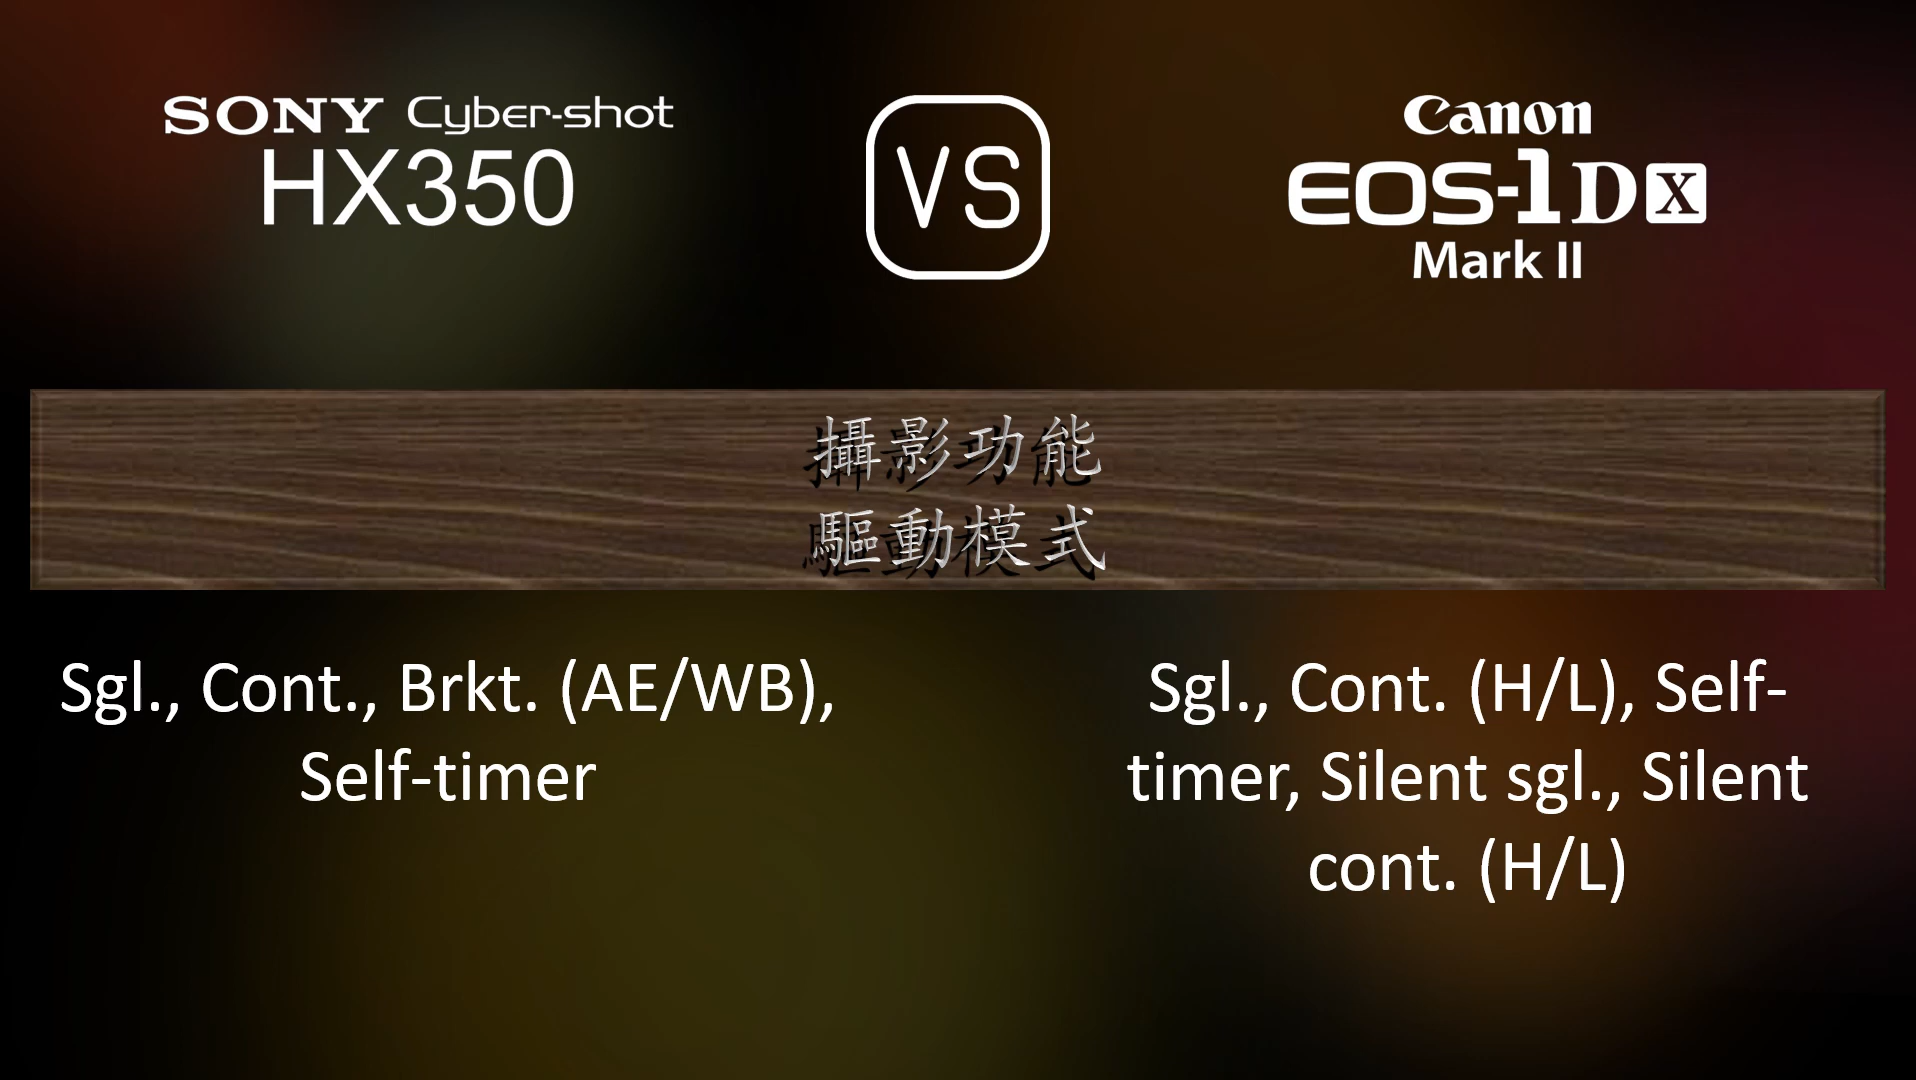 SONY Cyber-shot
HX350
VS
Canon
EOS-1DX
Mark II
攝影功能
驅動模式
Sgl., Cont., Brkt. (AE/WB),
Self-timer
Sgl., Cont. (H/L), Self-
timer, Silent sgl., Silent
cont. (H/L)